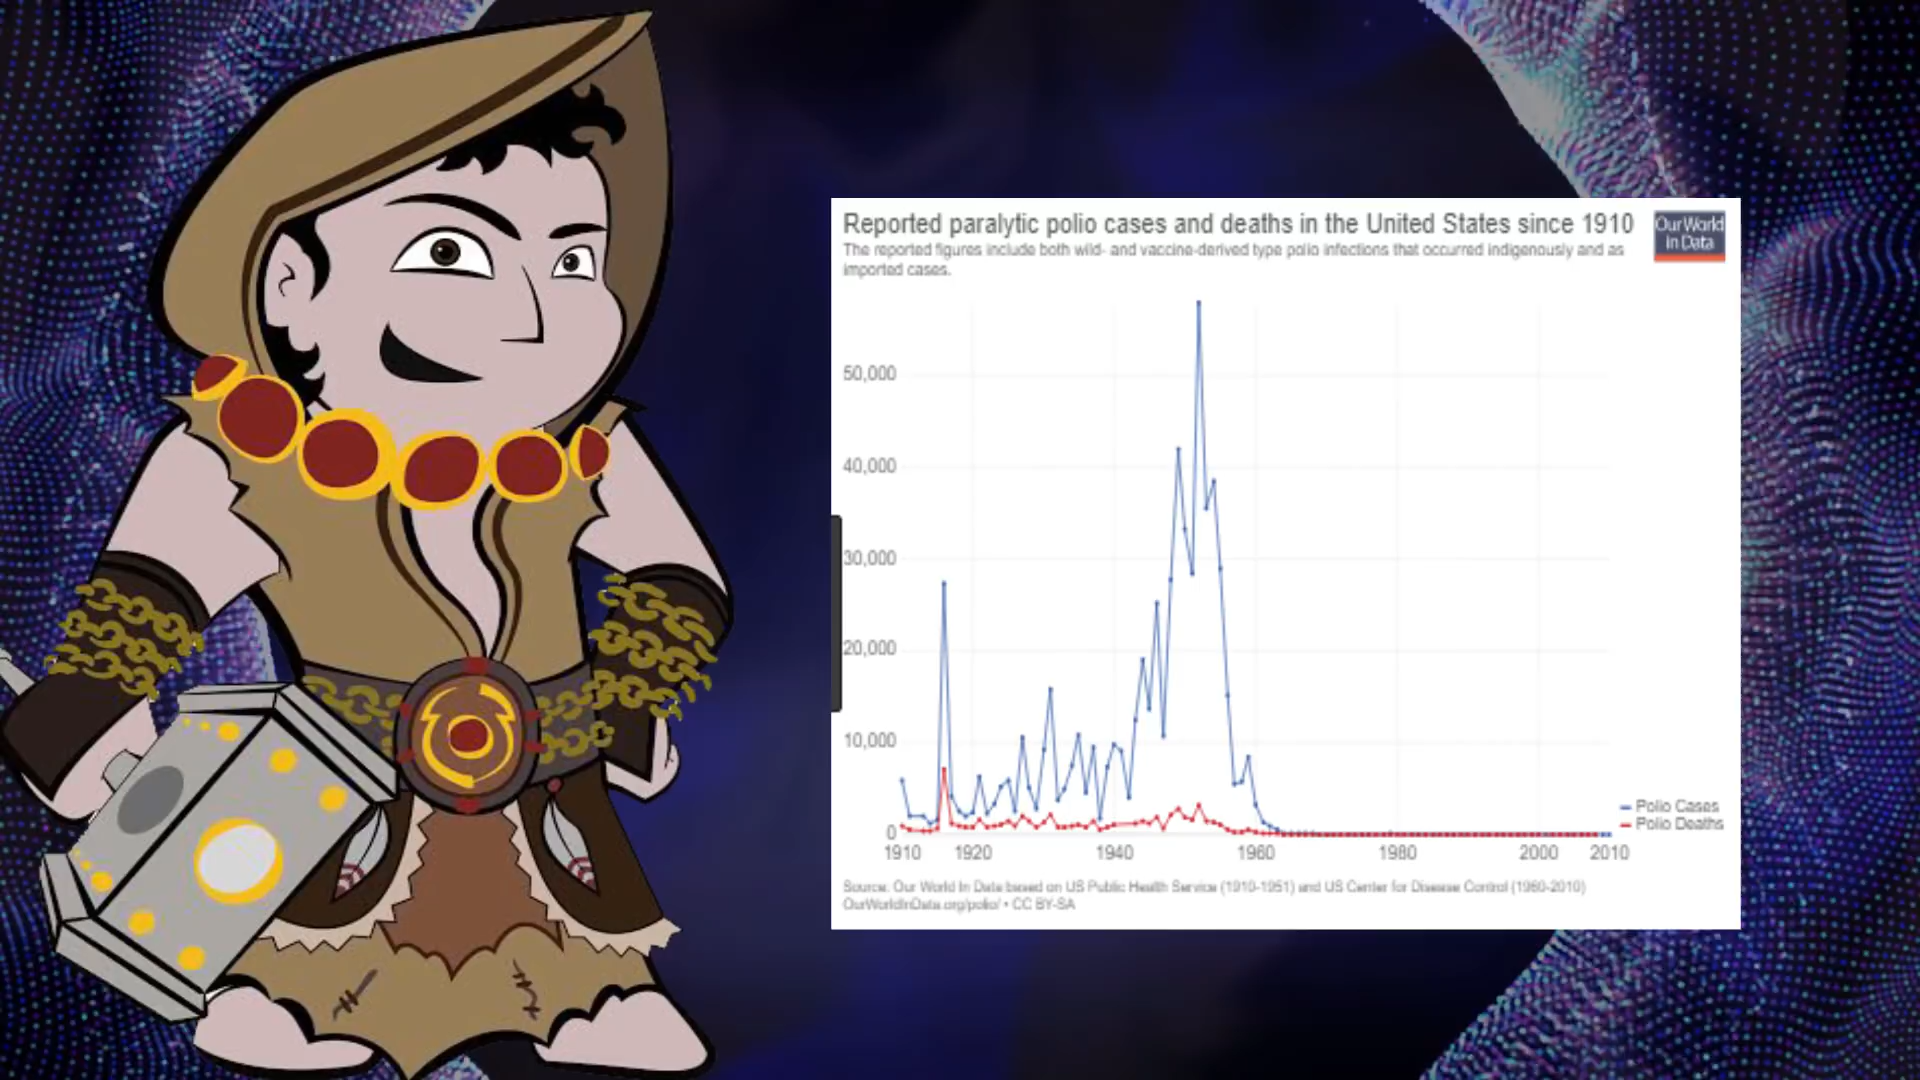 Reported paralytic polio cases and deaths in the United States since 1910
Our World
in Data
The reported figures include both wild- and vaccine-derived type polio infections that occurred indigenously and as
imported cases.
50,000
40,000
30,000
20,000
10,000
0
1910
1920
1940
1960
1980
2000
2010
Polio Cases
Polio Deaths
Source: Our World In Data based on US Public Health Service (1910-1951) and US Center for Disease Control (1960-2010)
OurWorldInData.org/polio/ • CC BY-SA